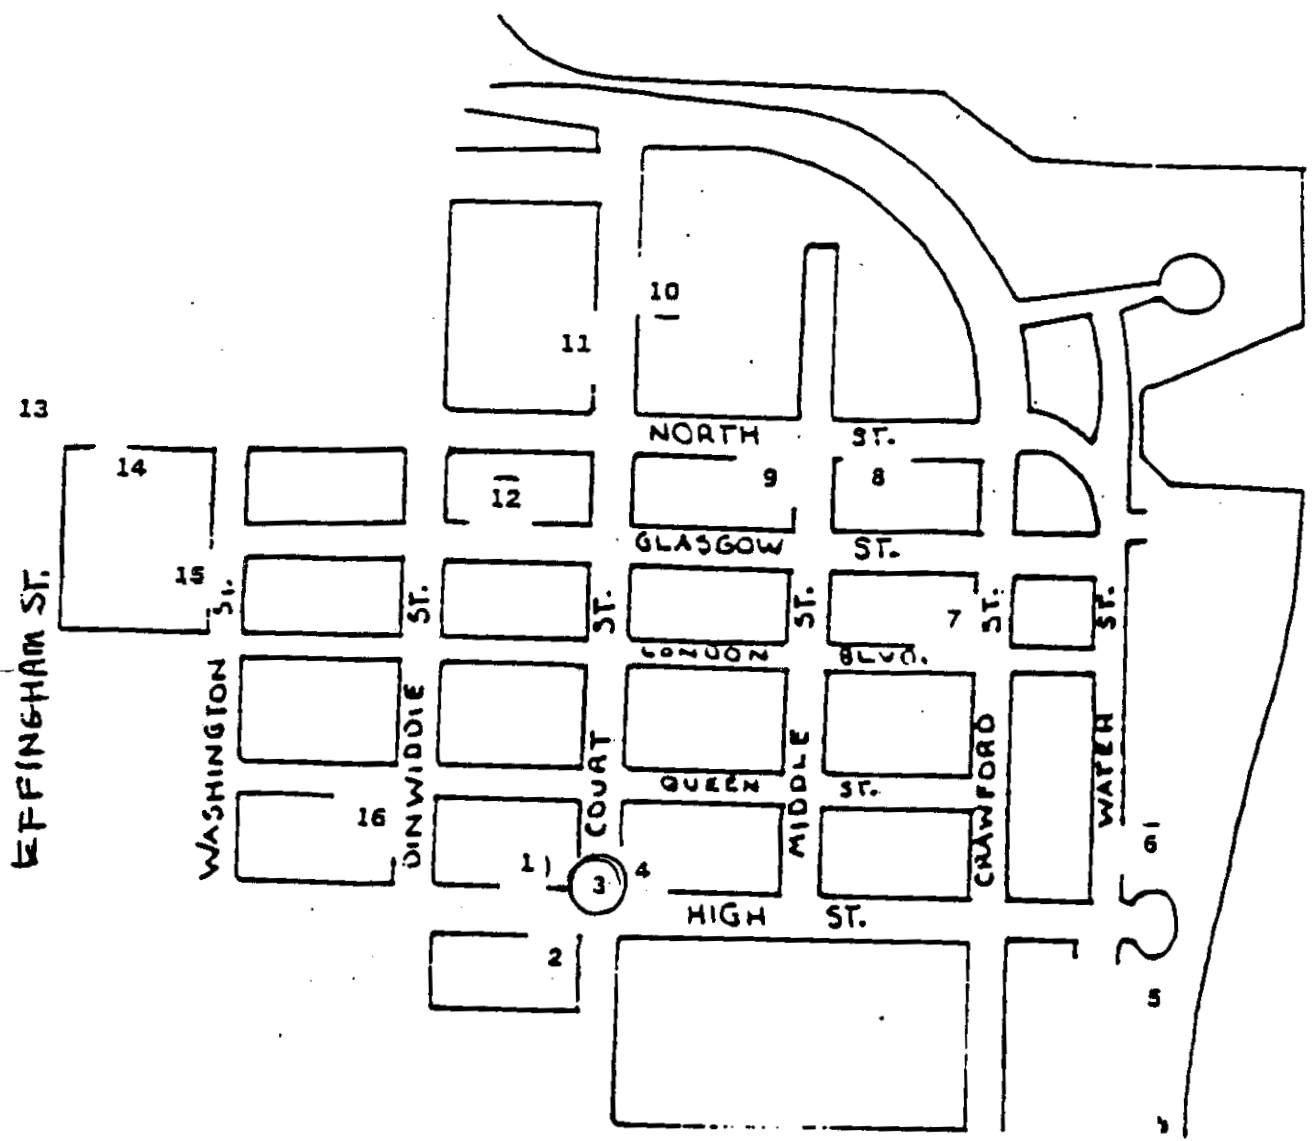 10
11
13
NORTH ST.
14
9
8
12
GLASGOW ST.
15
ST.
ST.
ST.
ST.
7
ST.
ST.
LONDON BLVD.
EFFINGHAM ST.
WASHINGTON
DINWIDDIE
COURT
MIDDLE
CRAWFORD
WATER
QUEEN ST.
16
6
1
3
4
HIGH ST.
2
5